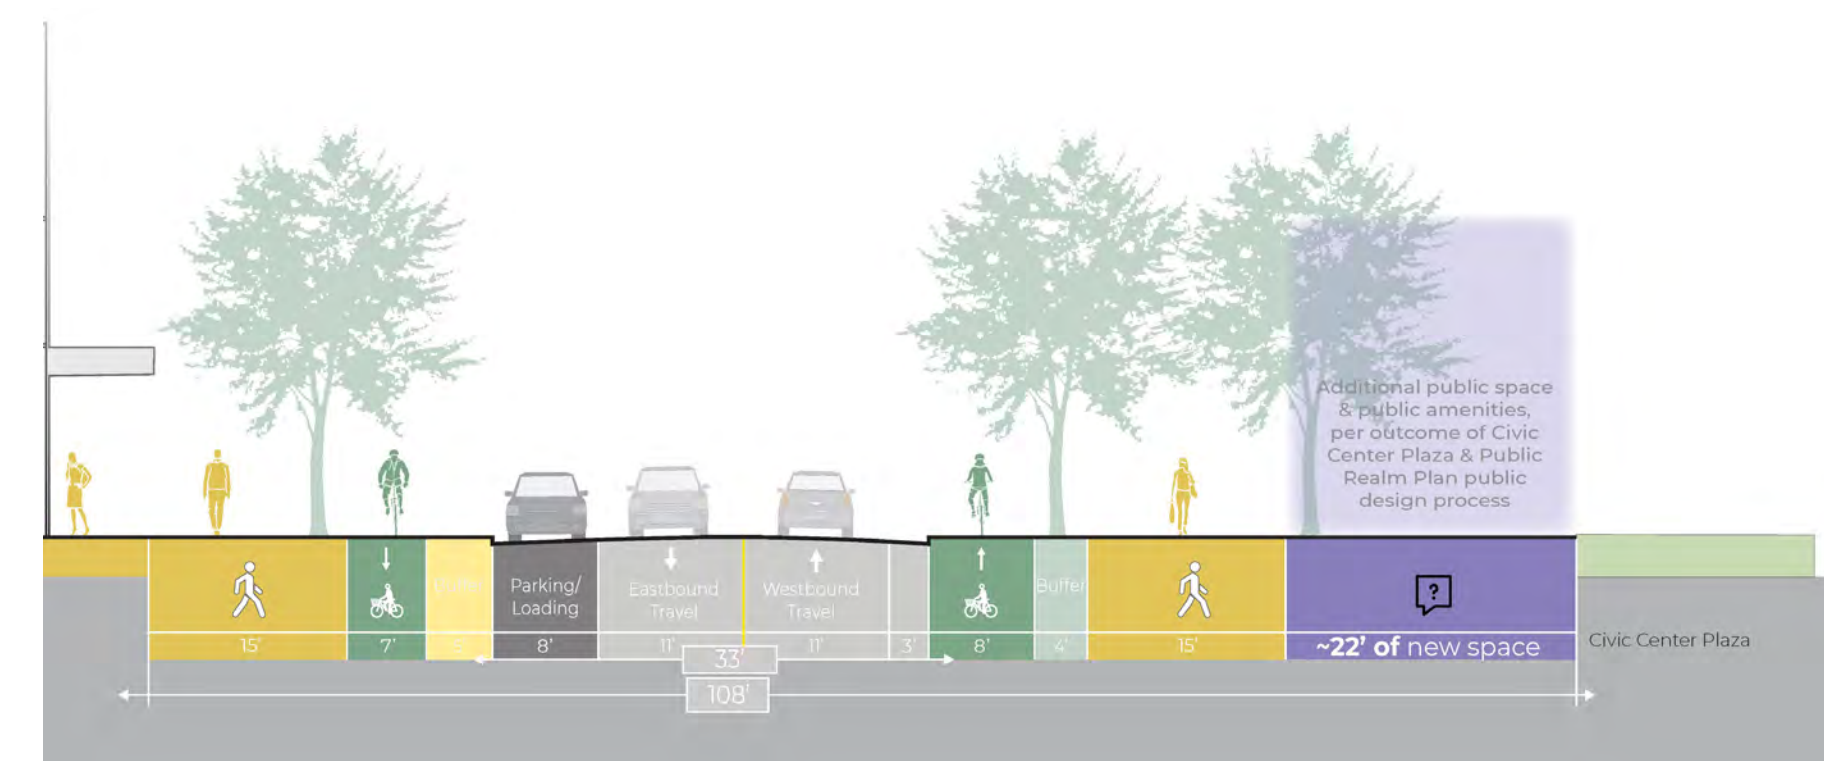 Additional public space
& public amenities,
per outcome of Civic
Center Plaza & Public
Realm Plan public
design process
Parking/
Loading
Eastbound
Travel
Westbound
Travel
Buffer
?
15'
7'
8'
11'
11'
3'
8'
4'
15'
~22' of new space
Civic Center Plaza
33'
108'